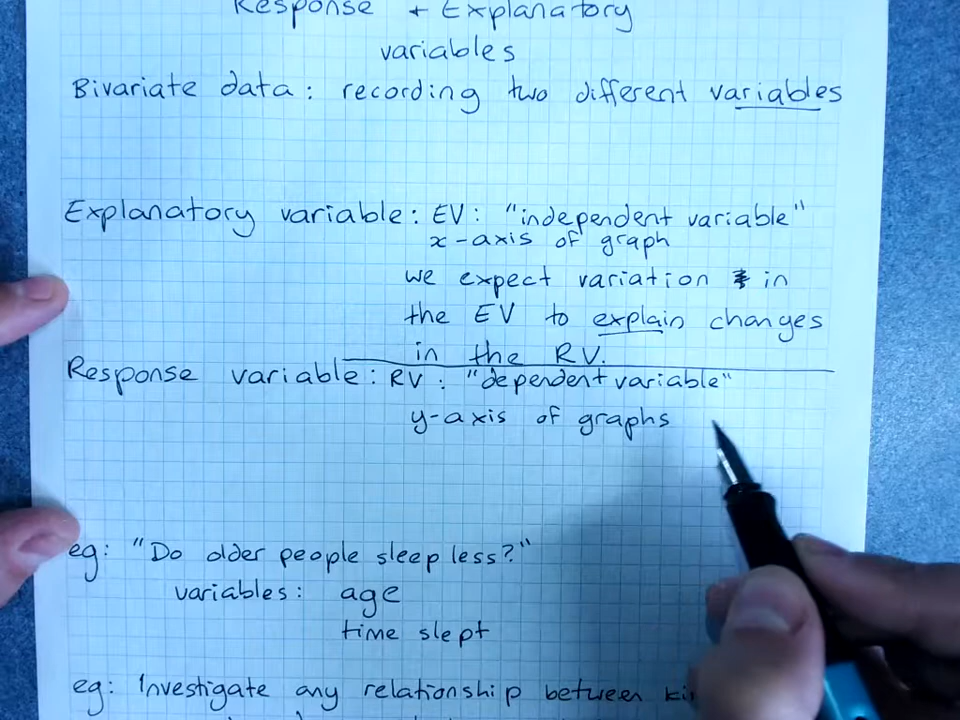 Response + Explanatory
variables
Bivariate data: recording two different variables
Explanatory variable: EV: "independent variable"
x-axis of graph
we expect variation in
the EV to explain changes
in the RV.
Response variable: RV: "dependent variable"
y-axis of graphs
eg: "Do older people sleep less?"
variables: age
time slept
eg: Investigate any relationship between